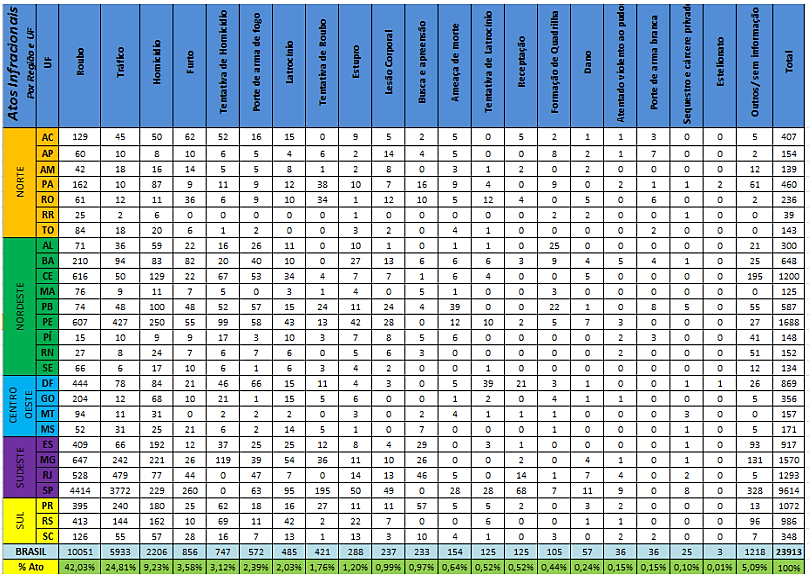 Atos Infracionais Por Região e UF UF Roubo Tráfico Homicídio Furto Tentativa de Homicídio Porte de arma de fogo Latrocínio Tentativa de Roubo Estupro Lesão Corporal Busca e apreensão Ameaça de morte Tentativa de Latrocínio Receptação Formação de Quadrilha Dano Atentado violento ao pudor Porte de arma branca Sequestro e cárcere privado Estelionato Outros/ sem informação Total
NORTE
AC 129 45 50 62 52 16 15 0 9 5 2 5 0 5 2 1 1 3 0 0 5 407
AP 60 10 8 10 6 5 4 6 2 14 4 5 0 0 8 2 1 7 0 0 2 154
AM 42 18 16 14 5 5 8 1 2 8 0 3 1 2 0 2 0 0 0 0 12 139
PA 162 10 87 9 11 9 12 38 10 7 16 9 4 0 9 0 2 1 1 2 61 460
RO 61 12 11 36 6 9 10 34 1 12 10 5 12 4 0 5 0 6 0 0 2 236
RR 25 2 6 0 0 0 0 0 1 0 0 0 0 0 2 2 0 0 1 0 0 39
TO 84 18 20 6 1 2 0 0 3 2 0 4 1 0 0 0 0 2 0 0 0 143
NORDESTE
AL 71 36 59 22 16 26 11 0 10 1 0 1 1 0 25 0 0 0 0 0 21 300
BA 210 94 83 82 20 40 10 0 27 13 6 6 6 3 9 4 5 4 1 0 25 648
CE 616 50 129 22 67 53 34 4 7 7 1 6 4 0 0 5 0 0 0 0 195 1200
MA 76 9 11 7 5 0 3 1 4 0 5 1 0 0 3 0 0 0 0 0 0 125
PB 74 48 100 48 52 57 15 24 11 24 4 39 0 0 22 1 0 8 5 0 55 587
PE 607 427 250 55 99 58 43 13 42 28 0 12 10 2 5 7 3 0 0 0 27 1688
PÍ 15 10 9 9 17 3 10 3 7 8 5 6 0 0 0 0 2 3 0 0 41 148
RN 27 8 24 7 6 7 6 0 5 6 3 0 0 0 0 0 2 0 0 0 51 152
SE 66 6 17 10 6 1 6 3 4 2 0 0 1 0 0 0 0 0 0 0 12 134
CENTRO OESTE
DF 444 78 84 21 46 66 15 11 4 3 0 5 39 21 3 1 0 0 1 1 26 869
GO 204 12 68 10 21 1 15 5 6 0 0 1 2 0 4 1 1 0 0 0 5 356
MT 94 11 31 0 2 2 2 0 3 0 2 4 1 1 1 0 0 0 3 0 0 157
MS 52 31 25 21 6 2 14 5 1 0 7 0 0 0 0 1 0 0 1 0 5 171
SUDESTE
ES 409 66 192 12 37 25 25 12 8 4 29 0 3 1 0 0 0 0 1 0 93 917
MG 647 242 221 26 119 39 54 36 11 10 26 0 0 2 0 4 1 0 1 0 131 1570
RJ 528 479 77 44 0 47 7 0 14 13 46 5 0 14 1 7 4 0 2 0 5 1293
SP 4414 3772 229 260 0 63 95 195 50 49 0 28 28 68 7 11 9 0 8 0 328 9614
SUL
PR 395 240 180 25 62 18 16 27 11 11 57 5 5 2 0 3 2 0 0 0 13 1072
RS 413 144 162 10 69 11 42 2 22 7 0 0 6 0 0 1 1 0 0 0 96 986
SC 126 55 57 28 16 7 13 1 13 3 10 4 1 0 3 0 2 2 0 0 7 348
BRASIL 10051 5933 2206 856 747 572 485 421 288 237 233 154 125 125 105 57 36 36 25 3 1218 23913
% Ato 42,03% 24,81% 9,23% 3,58% 3,12% 2,39% 2,03% 1,76% 1,20% 0,99% 0,97% 0,64% 0,52% 0,52% 0,44% 0,24% 0,15% 0,15% 0,10% 0,01% 5,09% 100%